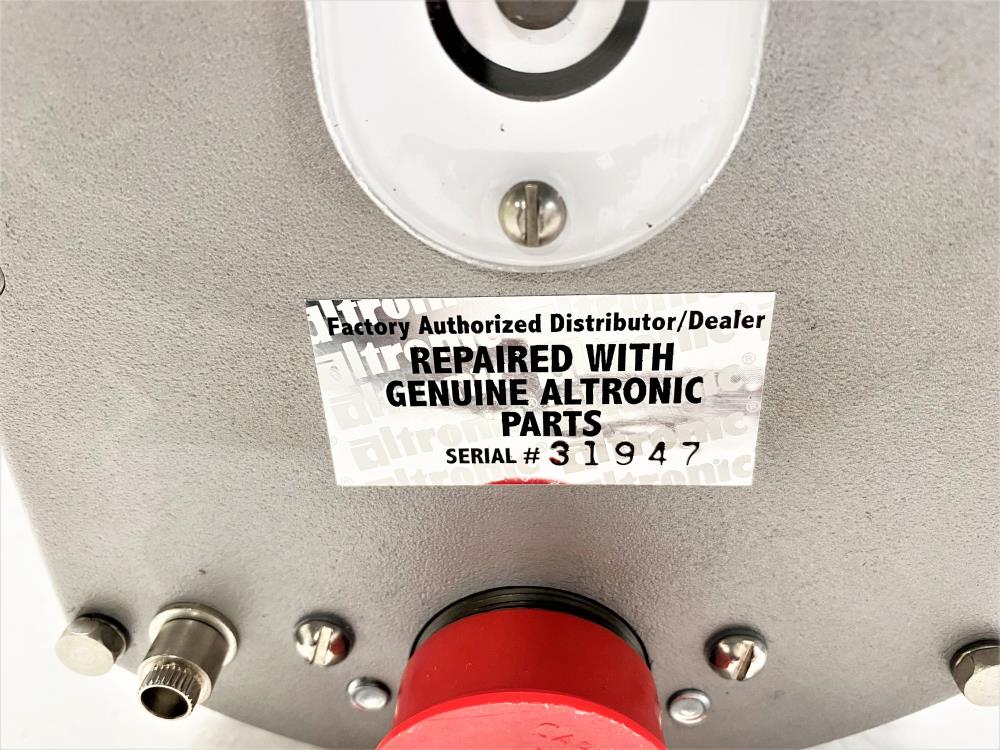 Factory Authorized Distributor/Dealer
REPAIRED WITH
GENUINE ALTRONIC
PARTS
SERIAL # 31947